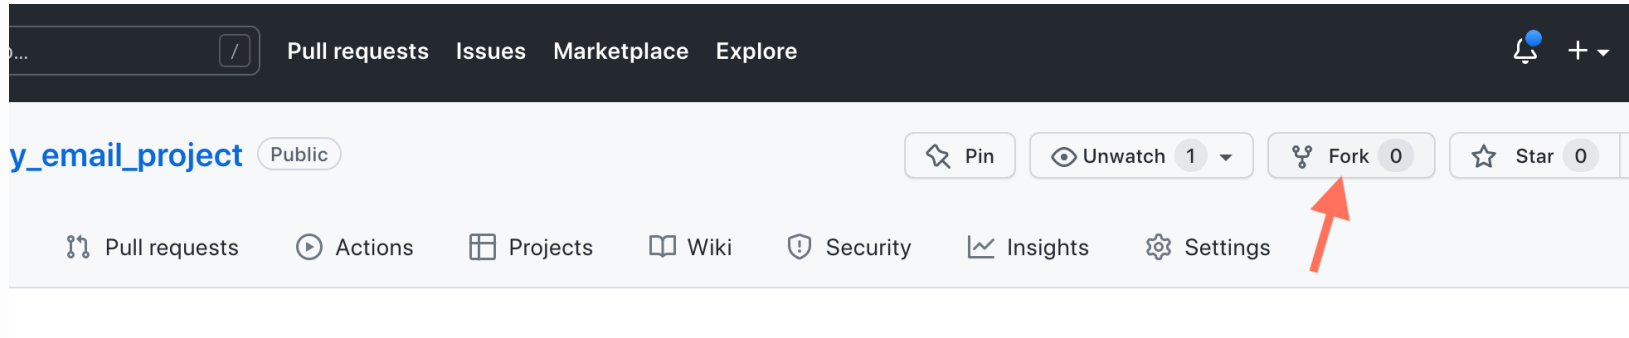 ... / Pull requests Issues Marketplace Explore
y_email_project Public Pin Unwatch 1 Fork 0 Star 0
Pull requests Actions Projects Wiki Security Insights Settings